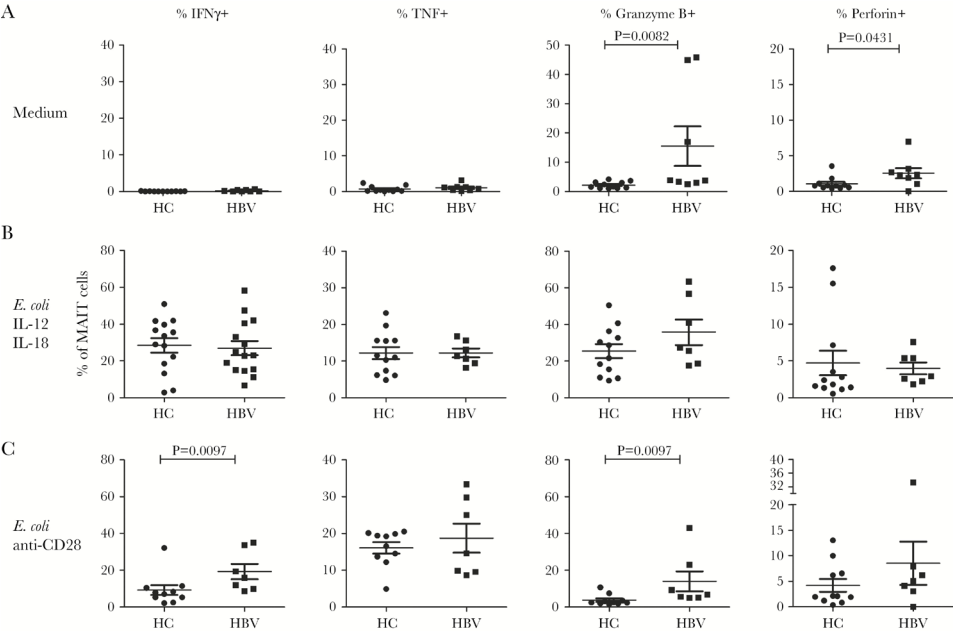 A
% IFNγ+ % TNF+ % Granzyme B+ % Perforin+
Medium
40 40 50 20
P=0.0082 P=0.0431
30 30 40 15
20 20 30 10
10 10 20 5
0 0 10 0
0
HC HBV HC HBV HC HBV HC HBV
B
E. coli
IL-12
IL-18
% of MAIT cells
80 40 80 20
60 30 60 15
40 20 40 10
20 10 20 5
0 0 0 0
HC HBV HC HBV HC HBV HC HBV
C
E. coli
anti-CD28
P=0.0097 P=0.0097
80 40 80 40
60 30 60 36
40 20 40 32
20 10 20 20
0 0 0 15
10
5
0
HC HBV HC HBV HC HBV HC HBV